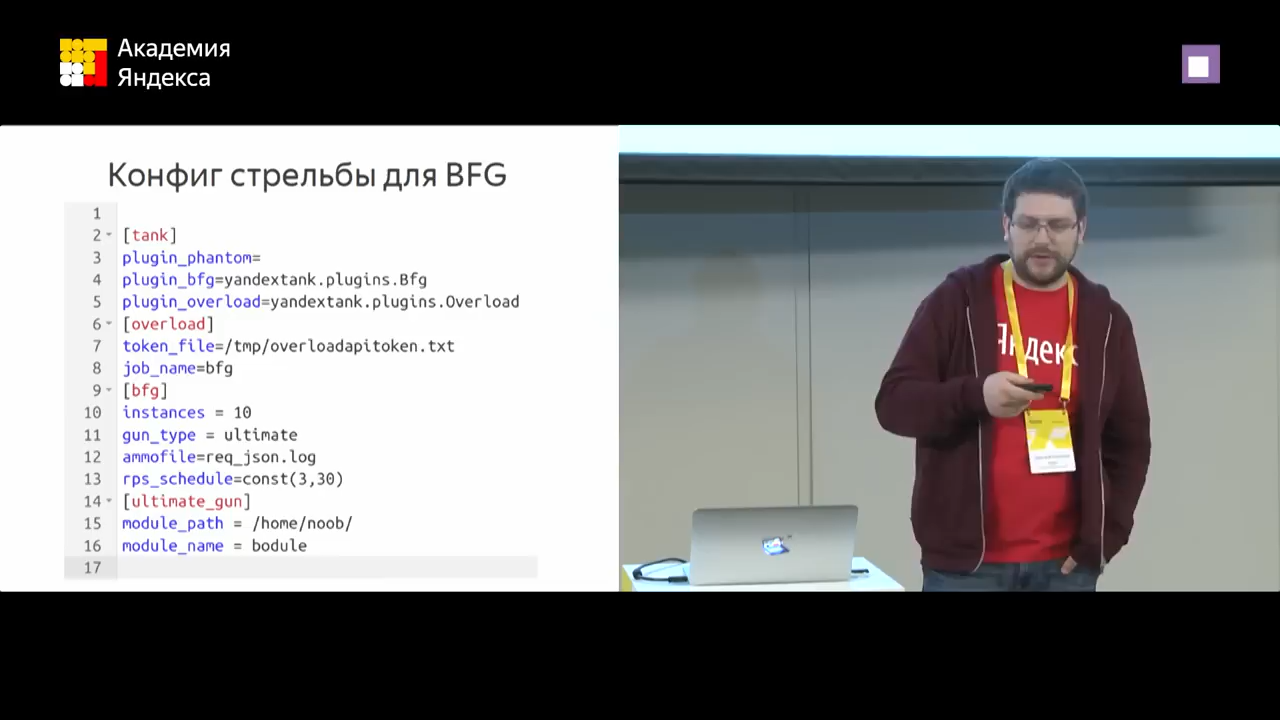 Академия
Яндекса
Конфиг стрельбы для BFG
1
2 [tank]
3 plugin_phantom=
4 plugin_bfg=yandextank.plugins.Bfg
5 plugin_overload=yandextank.plugins.Overload
6 [overload]
7 token_file=/tmp/overloadapitoken.txt
8 job_name=bfg
9 [bfg]
10 instances = 10
11 gun_type = ultimate
12 ammofile=req_json.log
13 rps_schedule=const(3,30)
14 [ultimate_gun]
15 module_path = /home/noob/
16 module_name = bodule
17
Яндекс